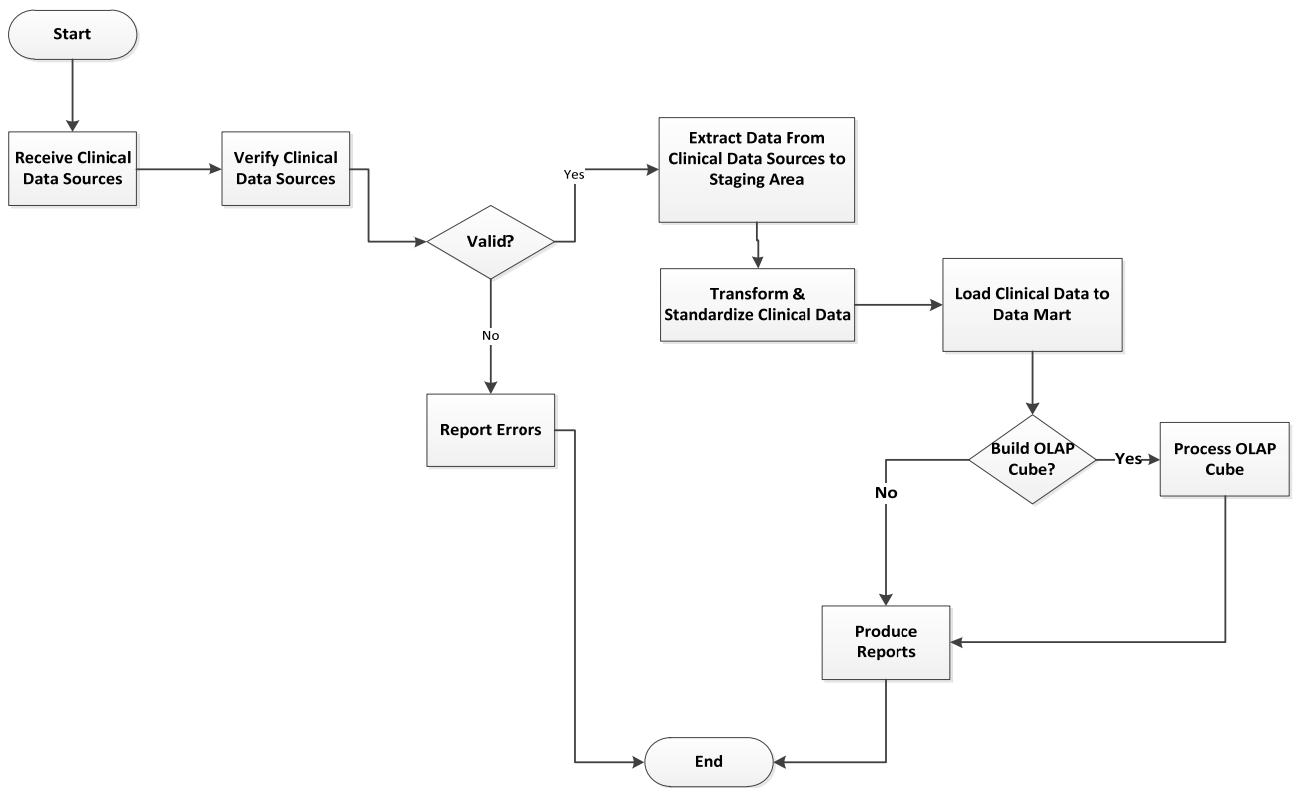 Start
Receive Clinical
Data Sources
Verify Clinical
Data Sources
Valid?
Yes
Extract Data From
Clinical Data Sources to
Staging Area
Transform &
Standardize Clinical Data
Load Clinical Data to
Data Mart
No
Report Errors
Build OLAP
Cube?
Yes
Process OLAP
Cube
No
Produce
Reports
End